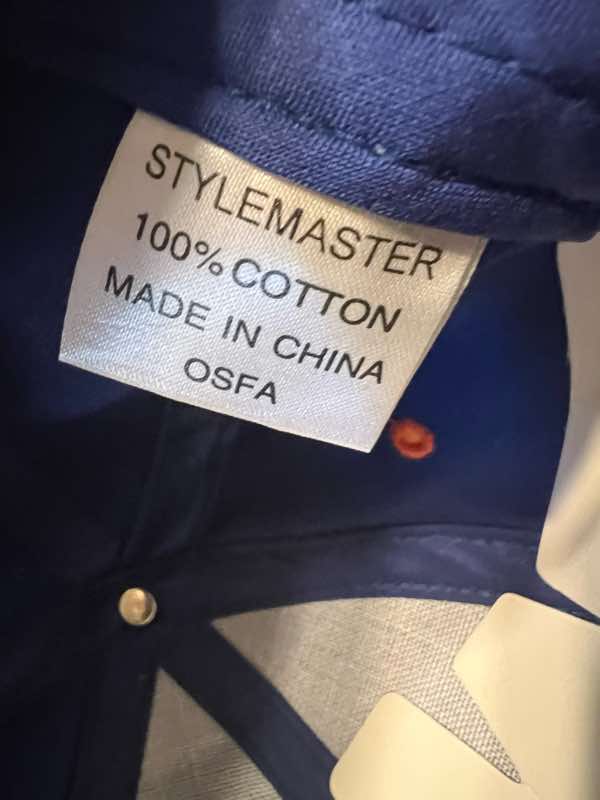 STYLEMASTER
100% COTTON
MADE IN CHINA
OSFA